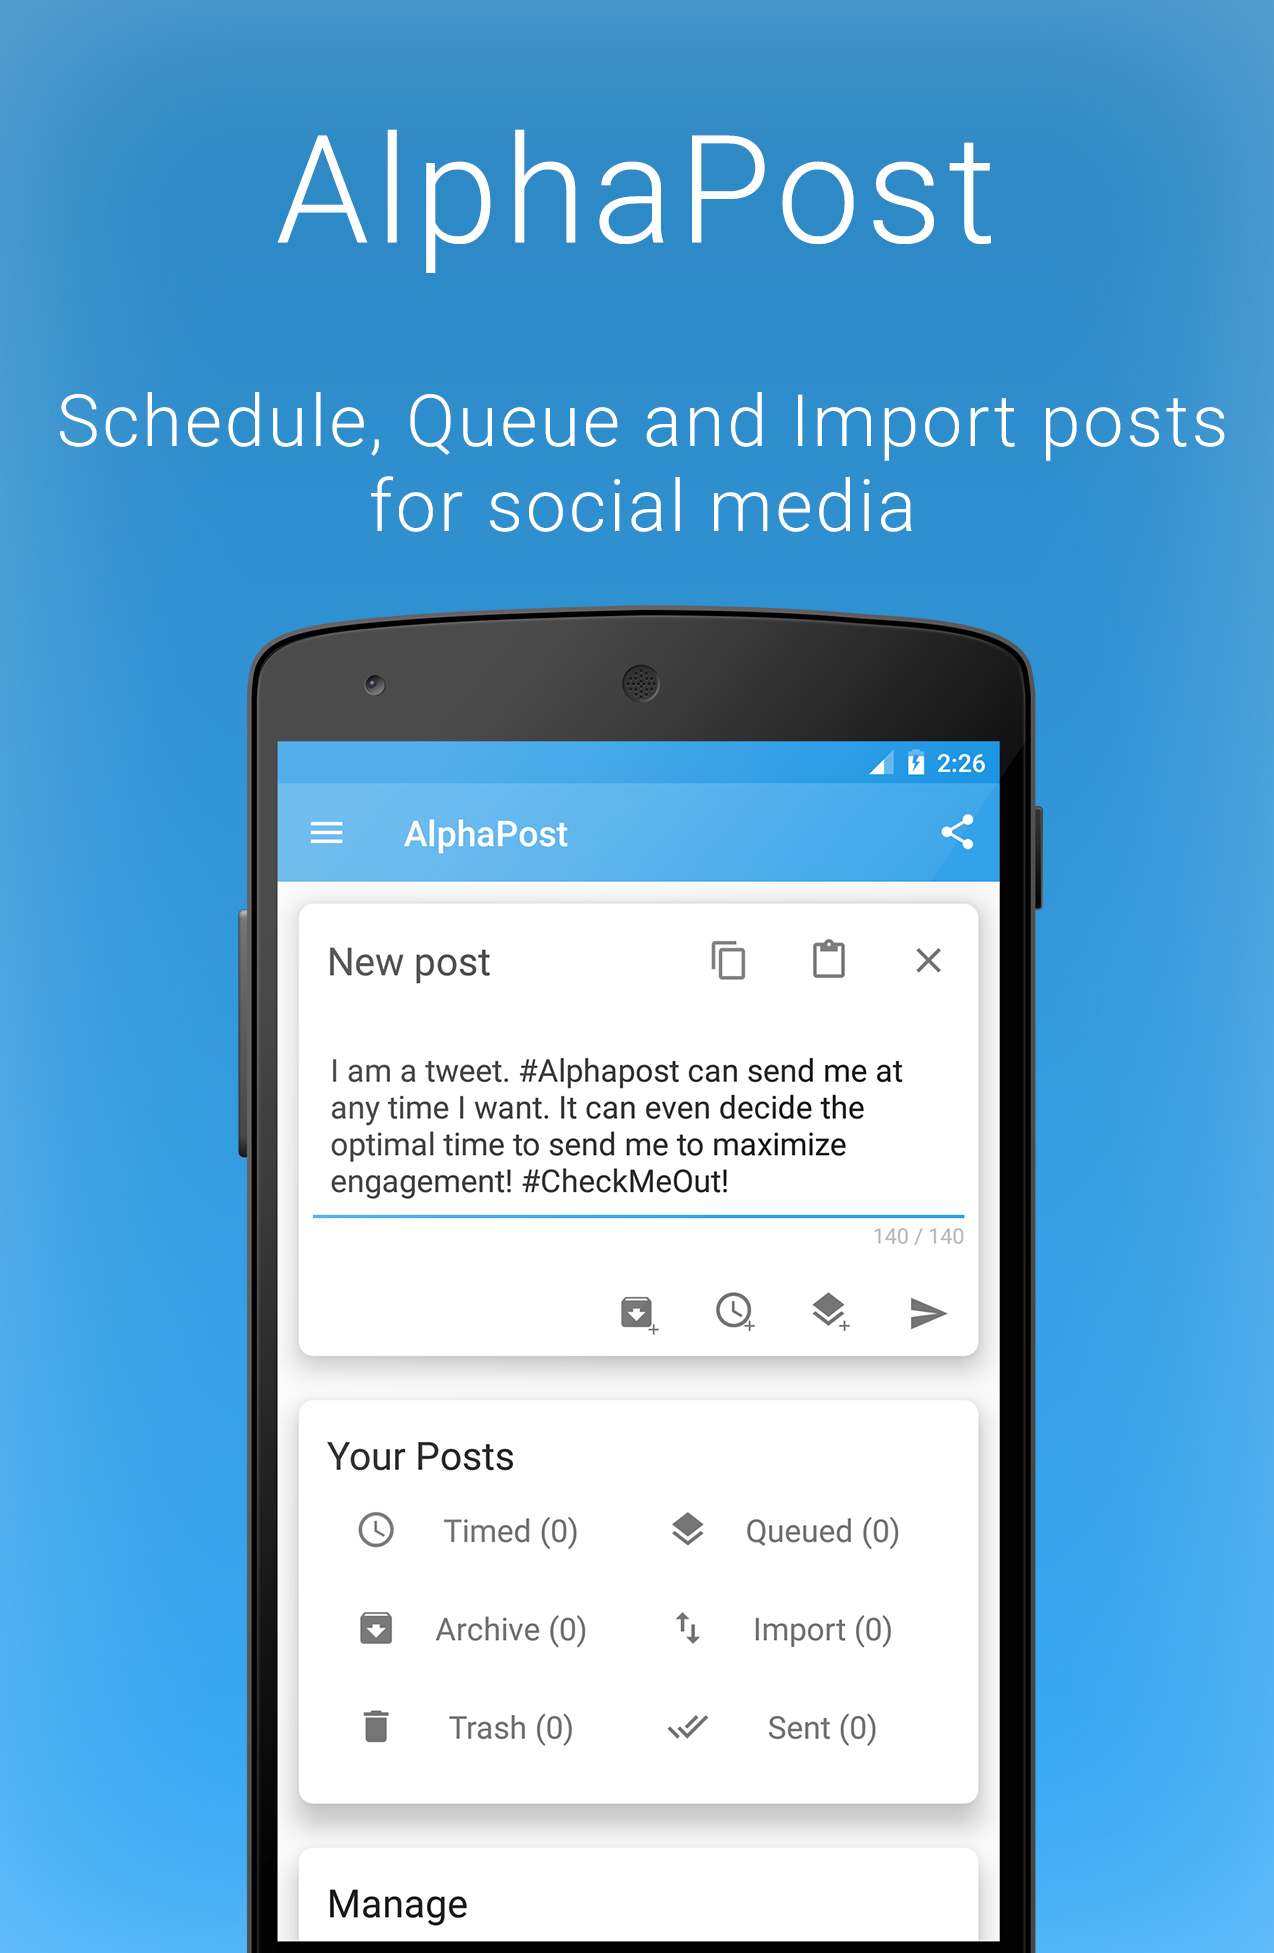 AlphaPost
Schedule, Queue and Import posts
for social media
2:26
AlphaPost
New post
I am a tweet. #Alphapost can send me at
any time I want. It can even decide the
optimal time to send me to maximize
engagement! #CheckMeOut!
140 / 140
Your Posts
Timed (0) Queued (0)
Archive (0) Import (0)
Trash (0) Sent (0)
Manage